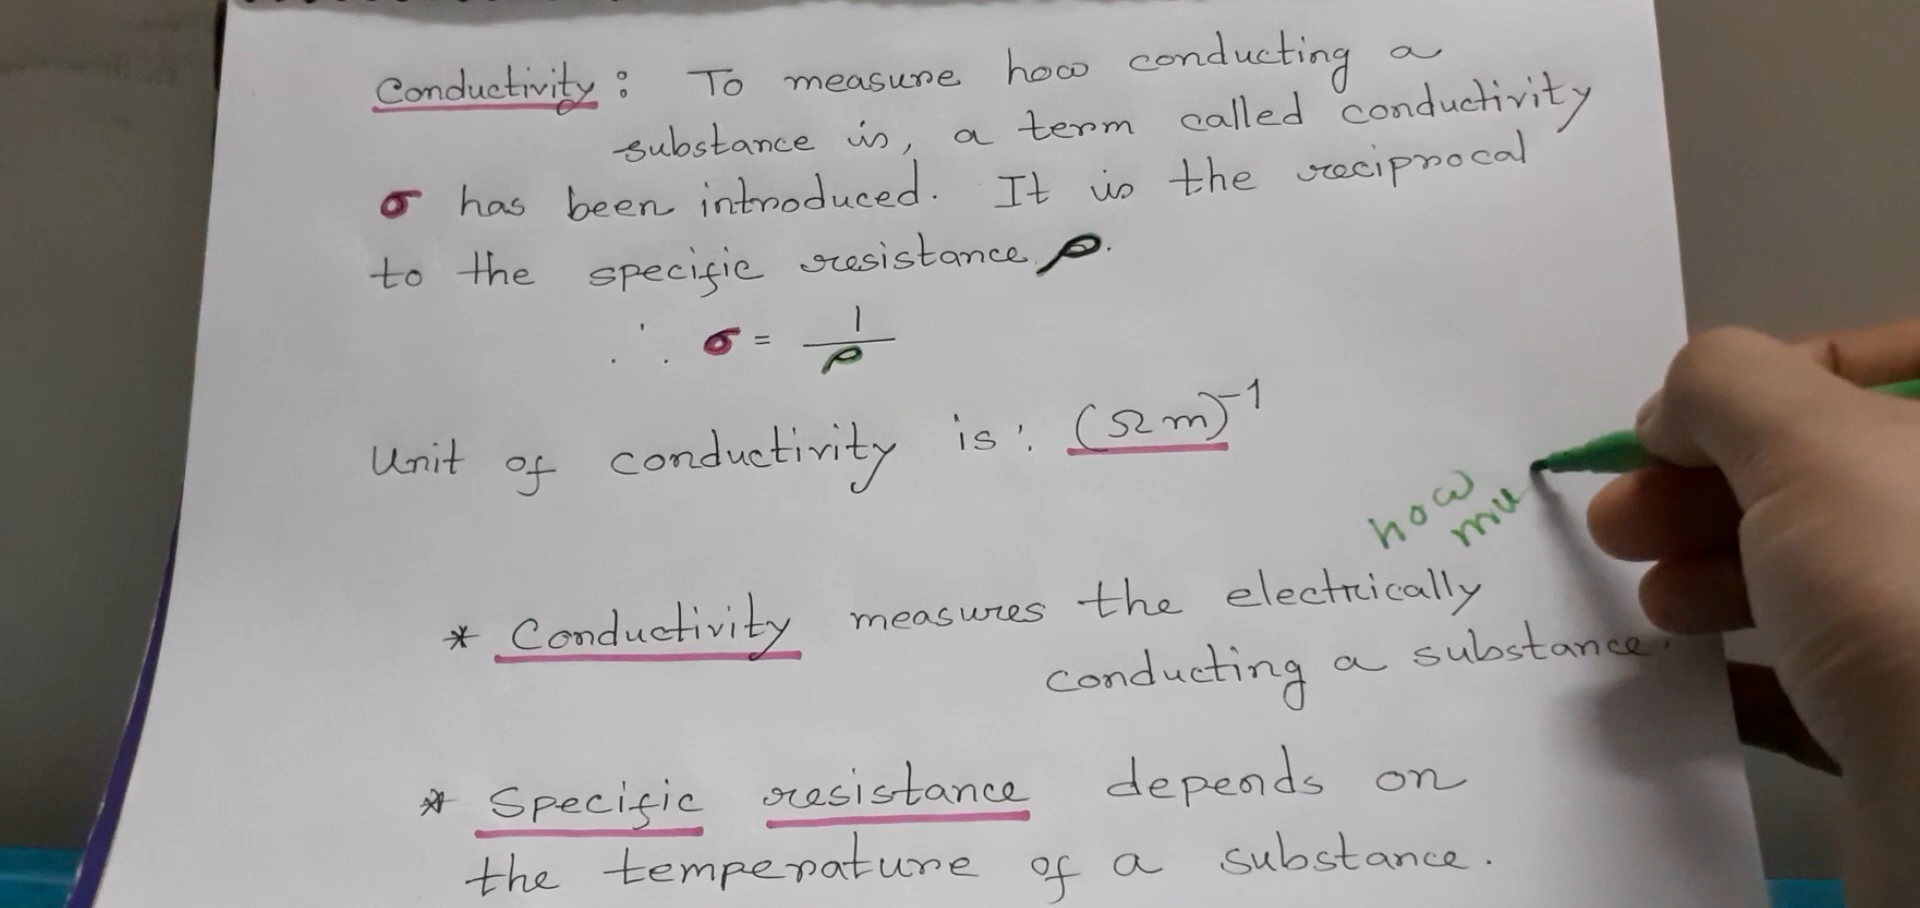 Conductivity: To measure how conducting a
substance is, a term called conductivity
σ has been introduced. It is the reciprocal
to the specific resistance ρ.
∴ σ = 1/ρ
Unit of conductivity is: (Ωm)⁻¹
how
mu
* Conductivity measures the electrically
conducting a substance.
* Specific resistance depends on
the temperature of a substance.